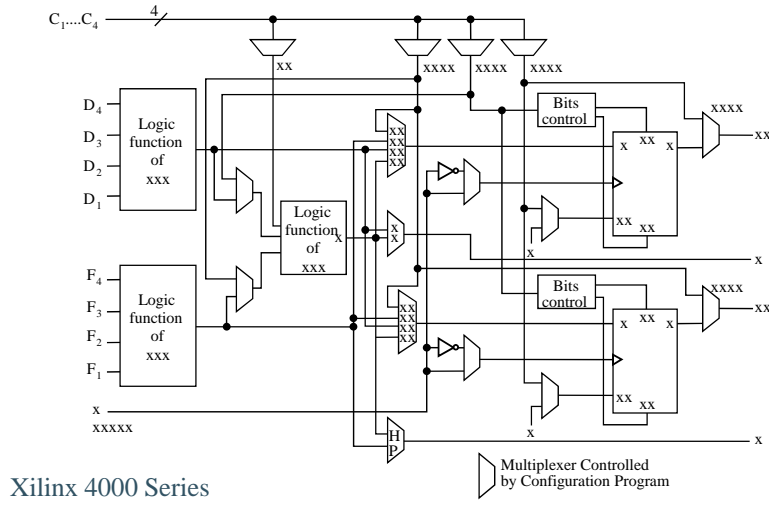 C1....C4
4
xx
xxxx
xxxx
xxxx
D4
D3
D2
D1
Logic
function
of
xxx
Bits
control
xxxx
xx
xx
xx
xx
xx
x
xx
x
xx
xx
x
Logic
function
of
xxx
x
x
x
x
F4
F3
F2
F1
Logic
function
of
xxx
Bits
control
xxxx
xx
xx
xx
xx
xx
x
xx
x
xx
xx
x
x
xxxxx
H
P
x
Xilinx 4000 Series
Multiplexer Controlled
by Configuration Program